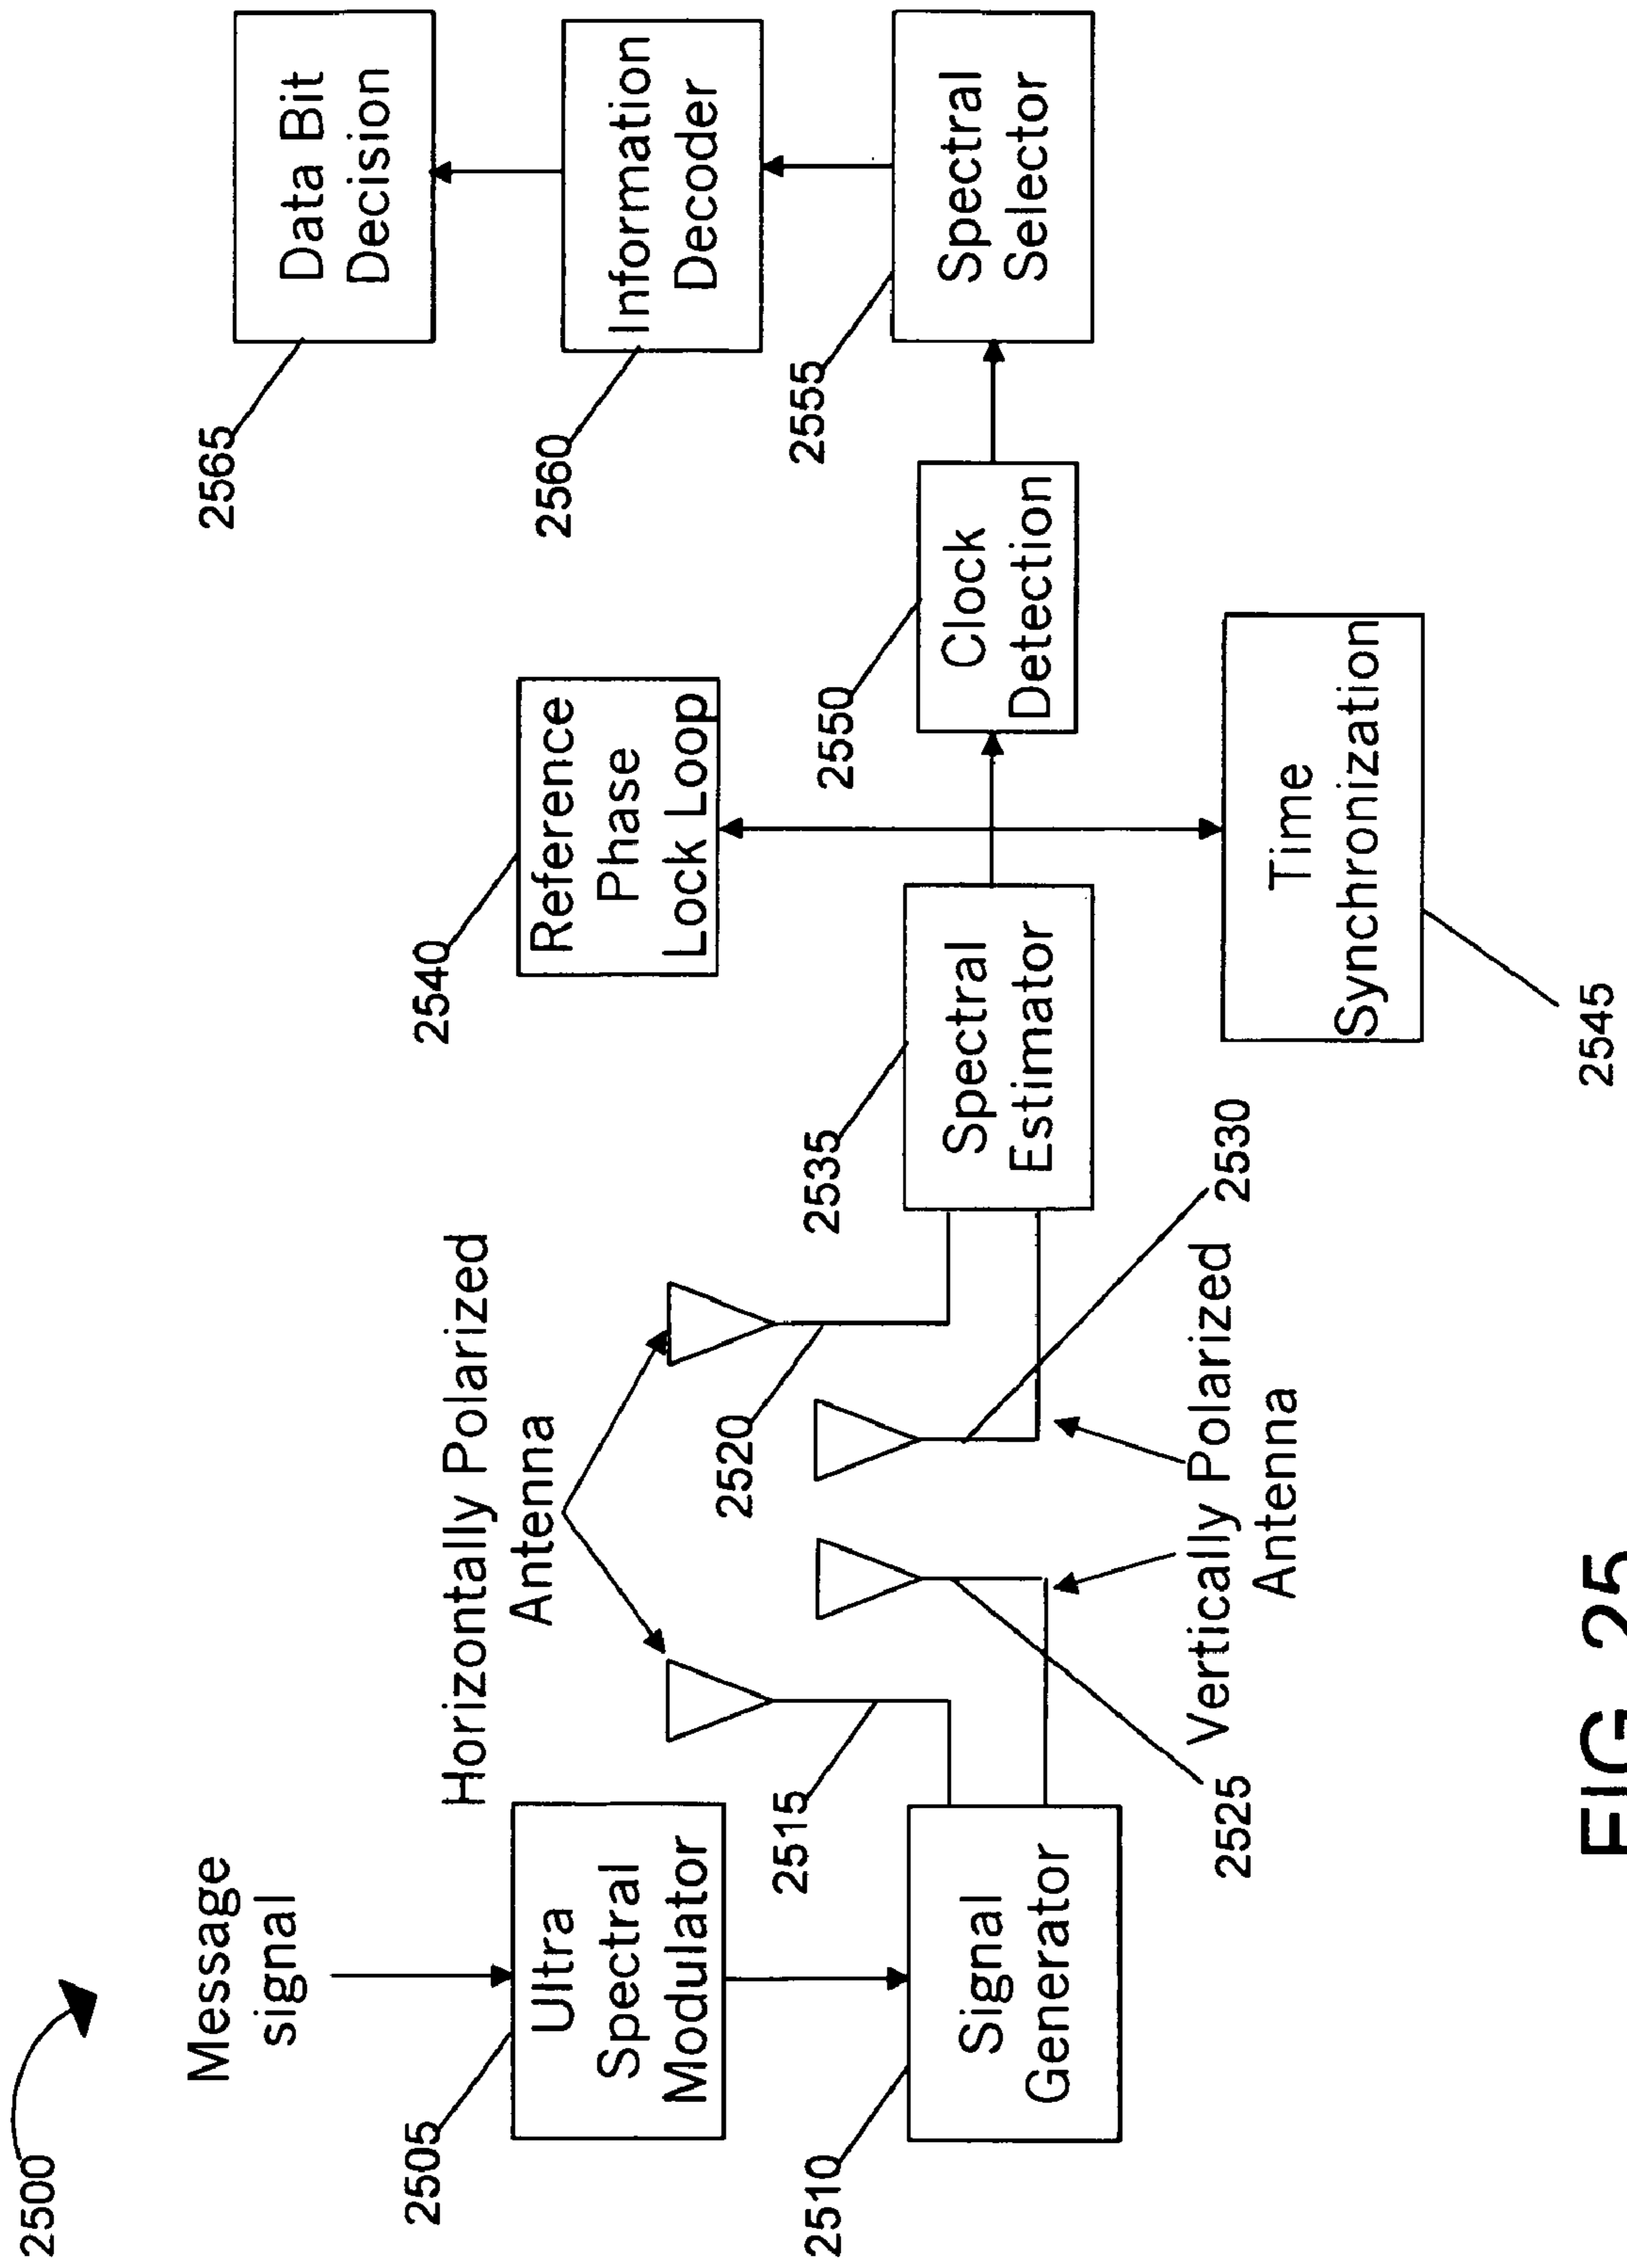 2500
Message
signal
2505
Ultra
Spectral
Modulator
2510
Signal
Generator
Horizontally Polarized
Antenna
2515
2520
2525
2530
Vertically Polarized
Antenna
2535
Spectral
Estimator
2540
Reference
Phase
Lock Loop
2545
Time
Synchronization
2550
Clock
Detection
2555
Spectral
Selector
2560
Information
Decoder
2565
Data Bit
Decision
FIG. 25